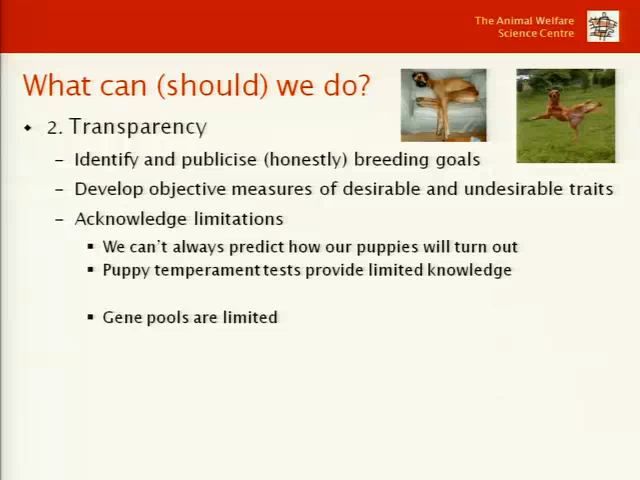 The Animal Welfare
Science Centre
What can (should) we do?
◆ 2. Transparency
– Identify and publicise (honestly) breeding goals
– Develop objective measures of desirable and undesirable traits
– Acknowledge limitations
▪ We can't always predict how our puppies will turn out
▪ Puppy temperament tests provide limited knowledge
▪ Gene pools are limited